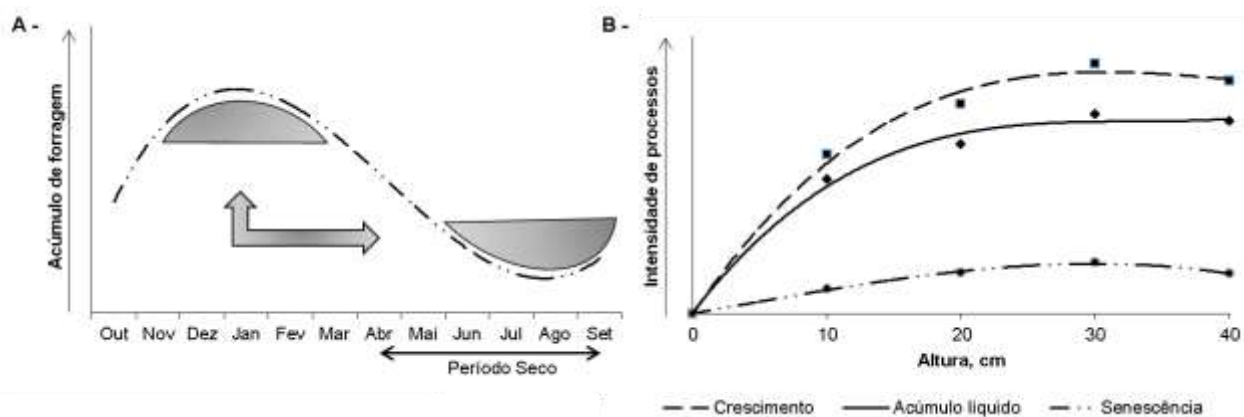 A -
Acúmulo de forragem
Out Nov Dez Jan Fev Mar Abr Mai Jun Jul Ago Set
Período Seco
B -
Intensidade de processos
0 10 20 30 40
Altura, cm
Crescimento Acúmulo líquido Senescência